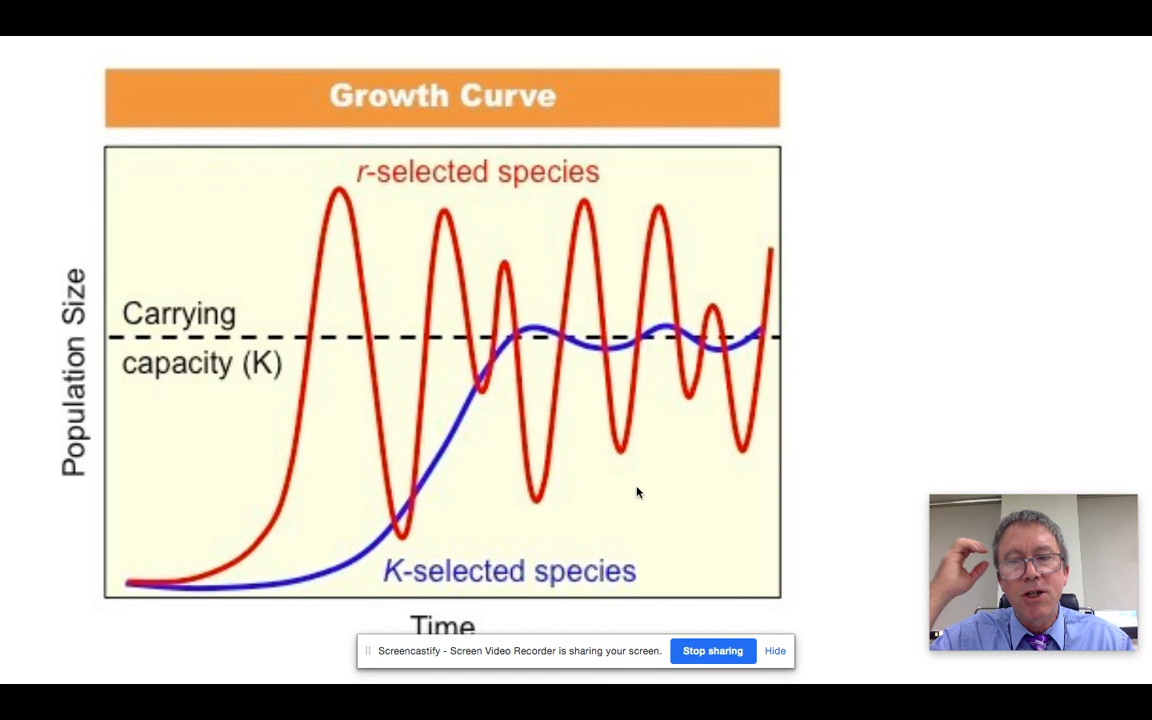 Growth Curve
r-selected species
Carrying
capacity (K)
Population Size
K-selected species
Time
Screencastify - Screen Video Recorder is sharing your screen.
Stop sharing
Hide